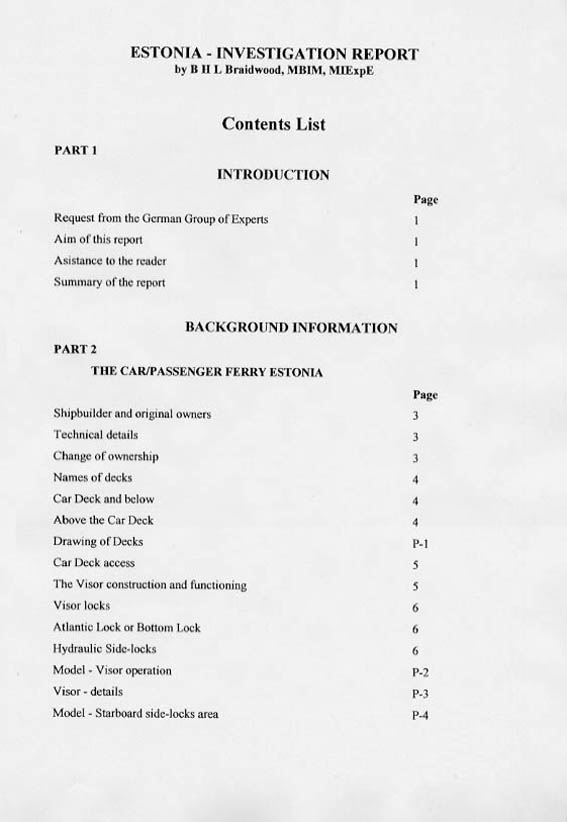 ESTONIA - INVESTIGATION REPORT
by B H L Braidwood, MBIM, MIExpE
Contents List
PART 1
INTRODUCTION
Page
Request from the German Group of Experts 1
Aim of this report 1
Asistance to the reader 1
Summary of the report 1
BACKGROUND INFORMATION
PART 2
THE CAR/PASSENGER FERRY ESTONIA
Page
Shipbuilder and original owners 3
Technical details 3
Change of ownership 3
Names of decks 4
Car Deck and below 4
Above the Car Deck 4
Drawing of Decks P-1
Car Deck access 5
The Visor construction and functioning 5
Visor locks 6
Atlantic Lock or Bottom Lock 6
Hydraulic Side-locks 6
Model - Visor operation P-2
Visor - details P-3
Model - Starboard side-locks area P-4